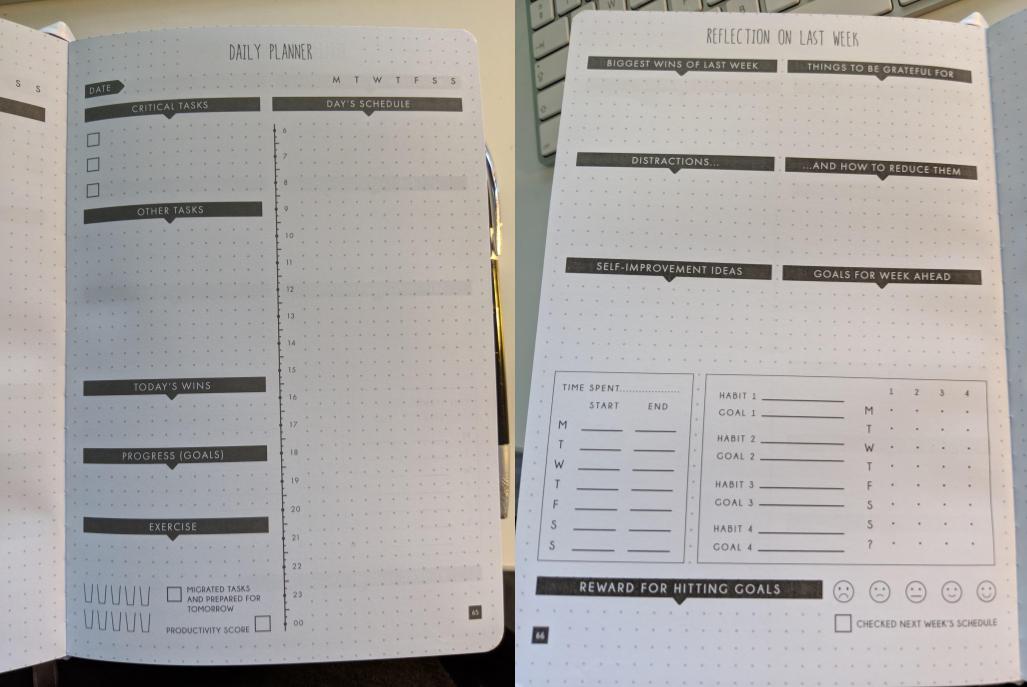 S S
DAILY PLANNER
DATE
M T W T F S S
CRITICAL TASKS
DAY'S SCHEDULE
6
7
8
OTHER TASKS
9
10
11
12
13
14
15
TODAY'S WINS
16
17
PROGRESS (GOALS)
18
19
20
EXERCISE
21
22
MIGRATED TASKS
AND PREPARED FOR
TOMORROW
23
PRODUCTIVITY SCORE
00
65
REFLECTION ON LAST WEEK
BIGGEST WINS OF LAST WEEK
THINGS TO BE GRATEFUL FOR
DISTRACTIONS...
...AND HOW TO REDUCE THEM
SELF-IMPROVEMENT IDEAS
GOALS FOR WEEK AHEAD
TIME SPENT................
START END
M
T
W
T
F
S
S
HABIT 1
GOAL 1
HABIT 2
GOAL 2
HABIT 3
GOAL 3
HABIT 4
GOAL 4
1 2 3 4
M
T
W
T
F
S
S
?
REWARD FOR HITTING GOALS
CHECKED NEXT WEEK'S SCHEDULE
66